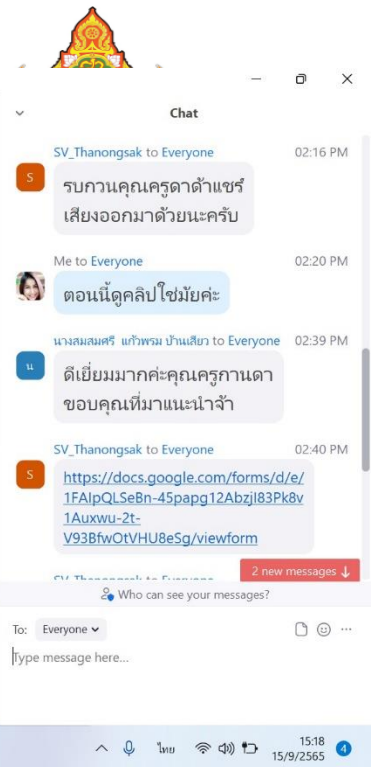 Chat
SV_Thanongsak to Everyone 02:16 PM
S
รบกวนคุณครูดาด้าแชร์
เสียงออกมาด้วยนะครับ
Me to Everyone 02:20 PM
ตอนนี้ดูคลิปใช่มัยค่ะ
นางสมสมศรี แก้วพรม บ้านเสียว to Everyone 02:39 PM
น
ดีเยี่ยมมากค่ะคุณครูกานดา
ขอบคุณที่มาแนะนำจ้า
SV_Thanongsak to Everyone 02:40 PM
S
https://docs.google.com/forms/d/e/
1FAIpQLSeBn-45papg12Abzjl83Pk8v
1Auxwu-2t-
V93BfwOtVHU8eSg/viewform
2 new messages
Who can see your messages?
To: Everyone
Type message here...
ไทย
15:18
15/9/2565
4